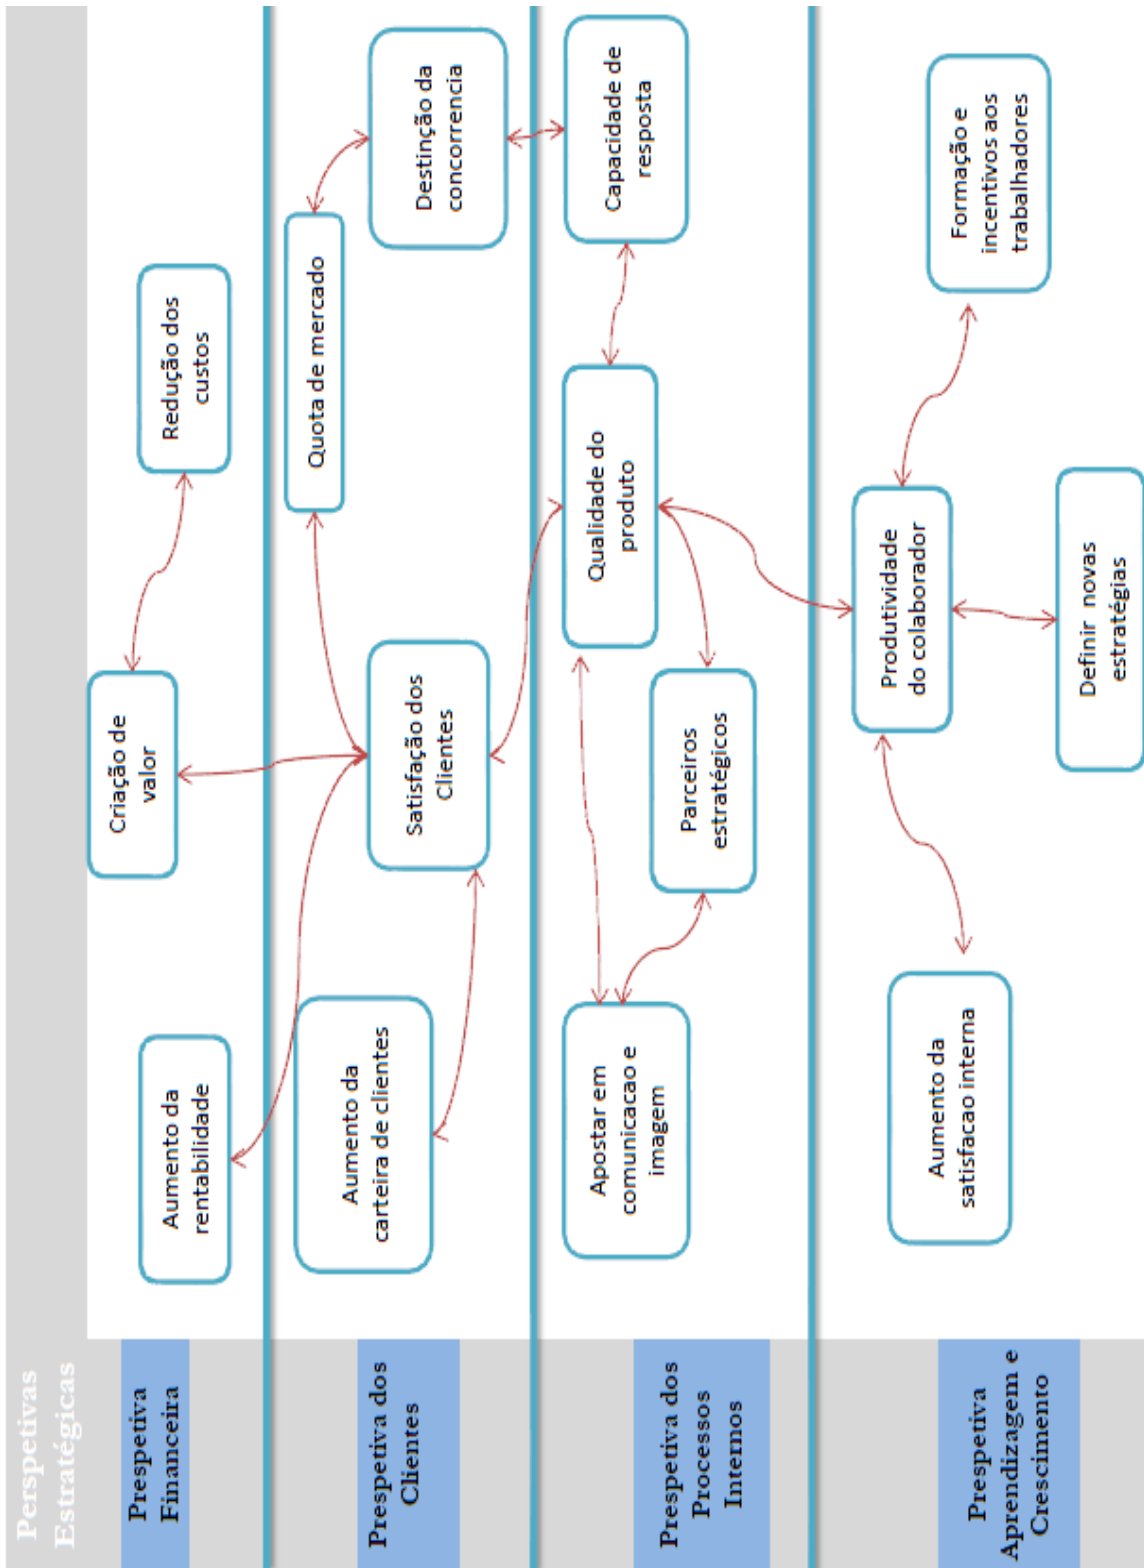 Perspetivas
Estratégicas
Prespetiva
Financeira
Aumento da
rentabilidade
Criação de
valor
Redução dos
custos
Prespetiva dos
Clientes
Aumento da
carteira de clientes
Satisfação dos
Clientes
Quota de mercado
Destinção da
concorrencia
Prespetiva dos
Processos
Internos
Apostar em
comunicacao e
imagem
Parceiros
estratégicos
Qualidade do
produto
Capacidade de
resposta
Prespetiva
Aprendizagem e
Crescimento
Aumento da
satisfacao interna
Produtividade
do colaborador
Definir novas
estratégias
Formação e
incentivos aos
trabalhadores